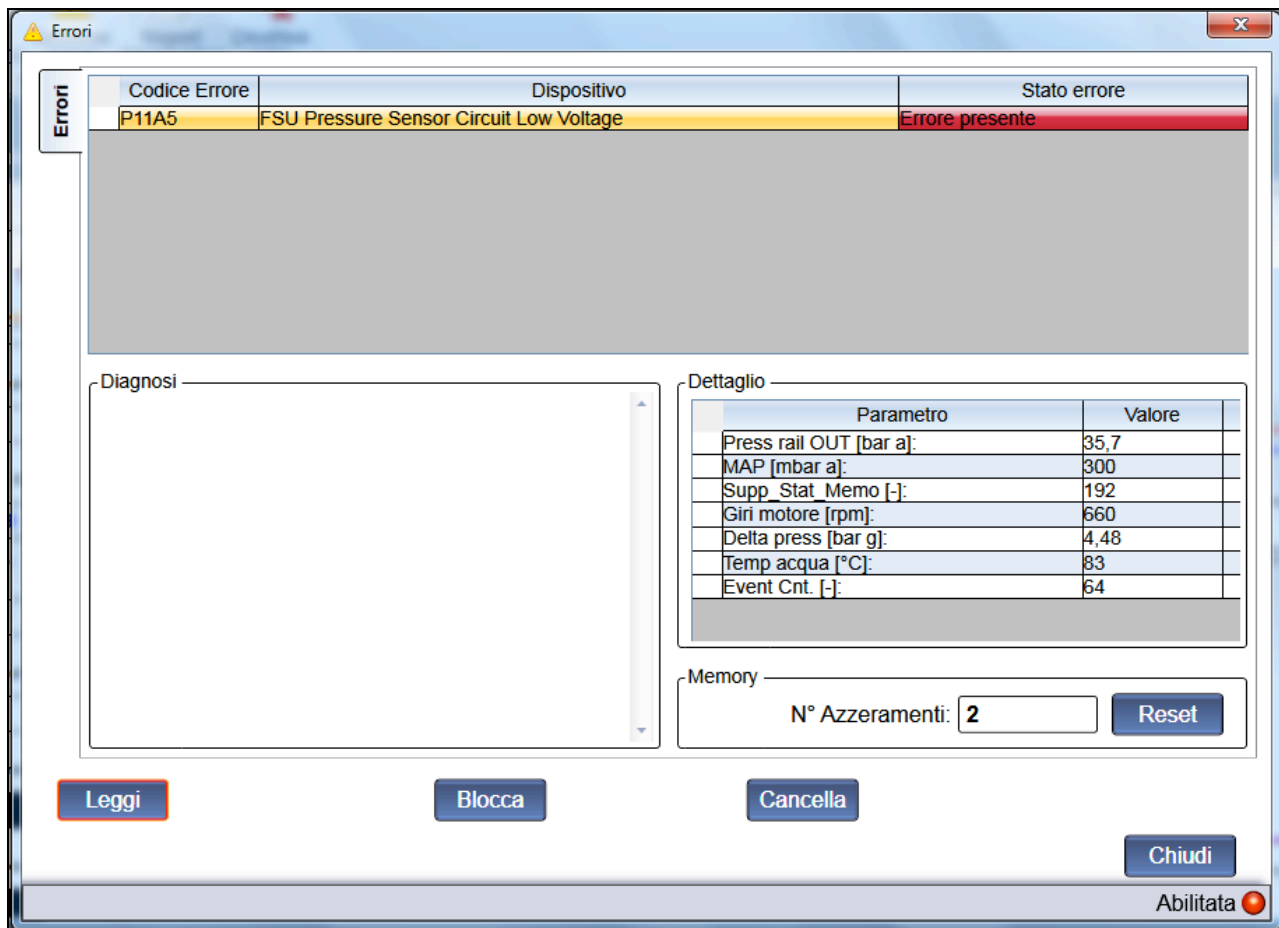 Errori
Errori
Codice Errore Dispositivo Stato errore
P11A5 FSU Pressure Sensor Circuit Low Voltage Errore presente
Diagnosi
Dettaglio
Parametro Valore
Press rail OUT [bar a]: 35,7
MAP [mbar a]: 300
Supp_Stat_Memo [-]: 192
Giri motore [rpm]: 660
Delta press [bar g]: 4,48
Temp acqua [°C]: 83
Event Cnt. [-]: 64
Memory
N° Azzeramenti: 2 Reset
Leggi Blocca Cancella
Chiudi
Abilitata